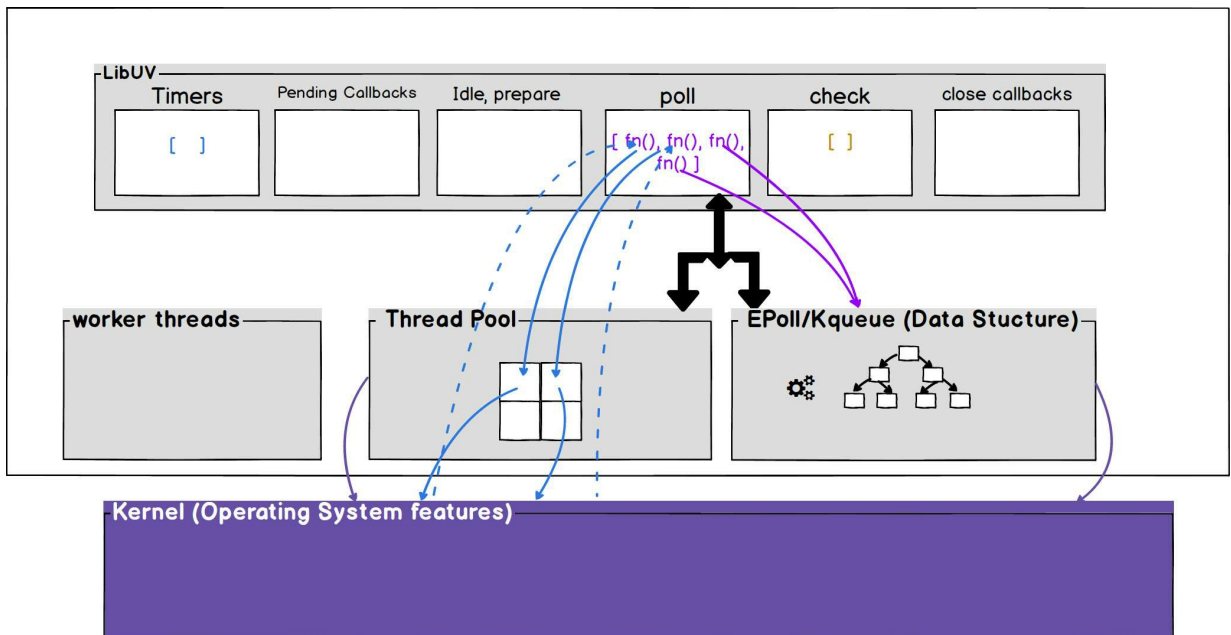 LibUV
Timers
Pending Callbacks
Idle, prepare
poll
check
close callbacks
[ ]
[ fn(), fn(), fn(),
fn() ]
[ ]
worker threads
Thread Pool
EPoll/Kqueue (Data Stucture)
Kernel (Operating System features)